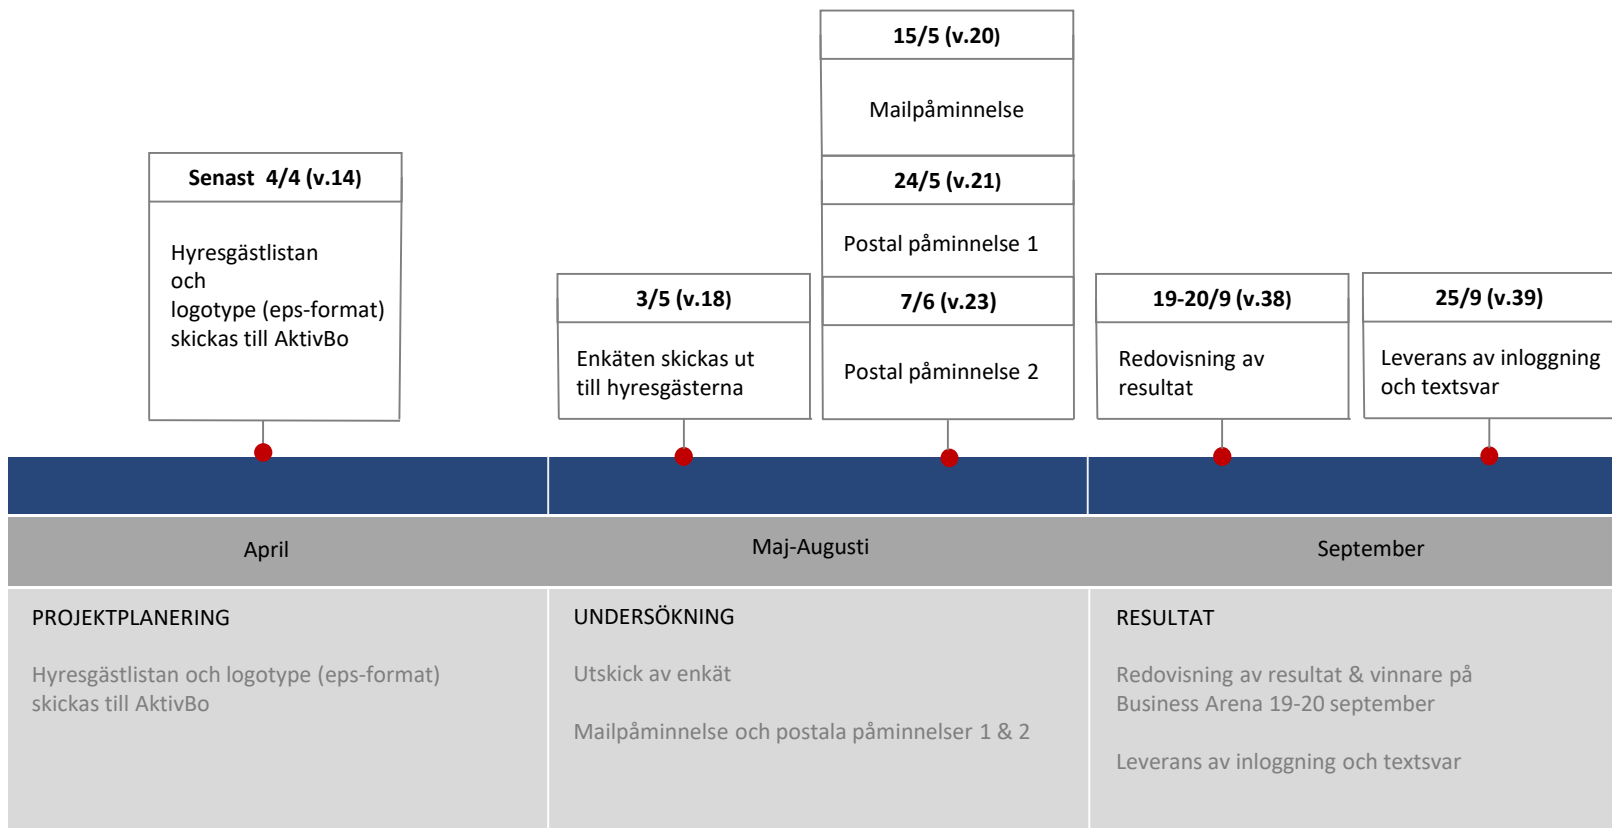 Senast  4/4 (v.14)
Hyresgästlistan
och
logotype (eps-format)
skickas till AktivBo
3/5 (v.18)
Enkäten skickas ut
till hyresgästerna
15/5 (v.20)
Mailpåminnelse
24/5 (v.21)
Postal påminnelse 1
7/6 (v.23)
Postal påminnelse 2
19-20/9 (v.38)
Redovisning av
resultat
25/9 (v.39)
Leverans av inloggning
och textsvar
April
Maj-Augusti
September
PROJEKTPLANERING
Hyresgästlistan och logotype (eps-format)
skickas till AktivBo
UNDERSÖKNING
Utskick av enkät
Mailpåminnelse och postala påminnelser 1 & 2
RESULTAT
Redovisning av resultat & vinnare på
Business Arena 19-20 september
Leverans av inloggning och textsvar